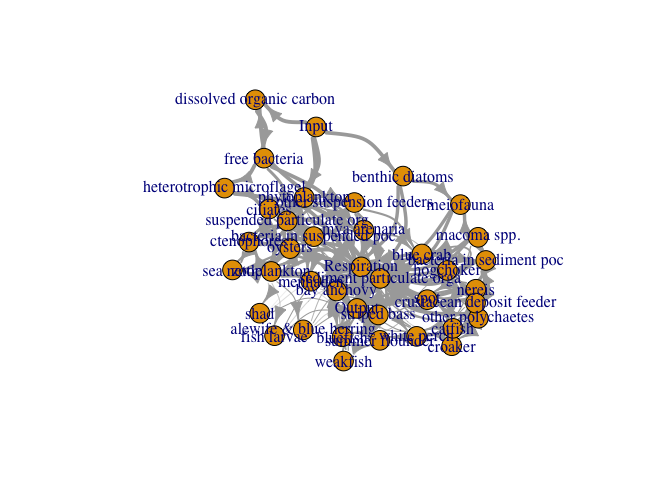 dissolved organic carbon
Input
free bacteria
benthic diatoms
heterotrophic microflagel
phytoplankton
other suspension feeders
meiofauna
ciliates
suspended particulate org
mya arenaria
bacteria in suspended poc
macoma spp.
ctenophores
oysters
blue crab
bacteria in sediment poc
sea nettle
zooplankton
Respiration
hogchoker
sediment particulate orga
menhaden
bay anchovy
nereis
spot
crustacean deposit feeder
Output
shad
striped bass
other polychaetes
alewife & blue herring
catfish
fish larvae
bluefish
white perch
summer flounder
croaker
weakfish